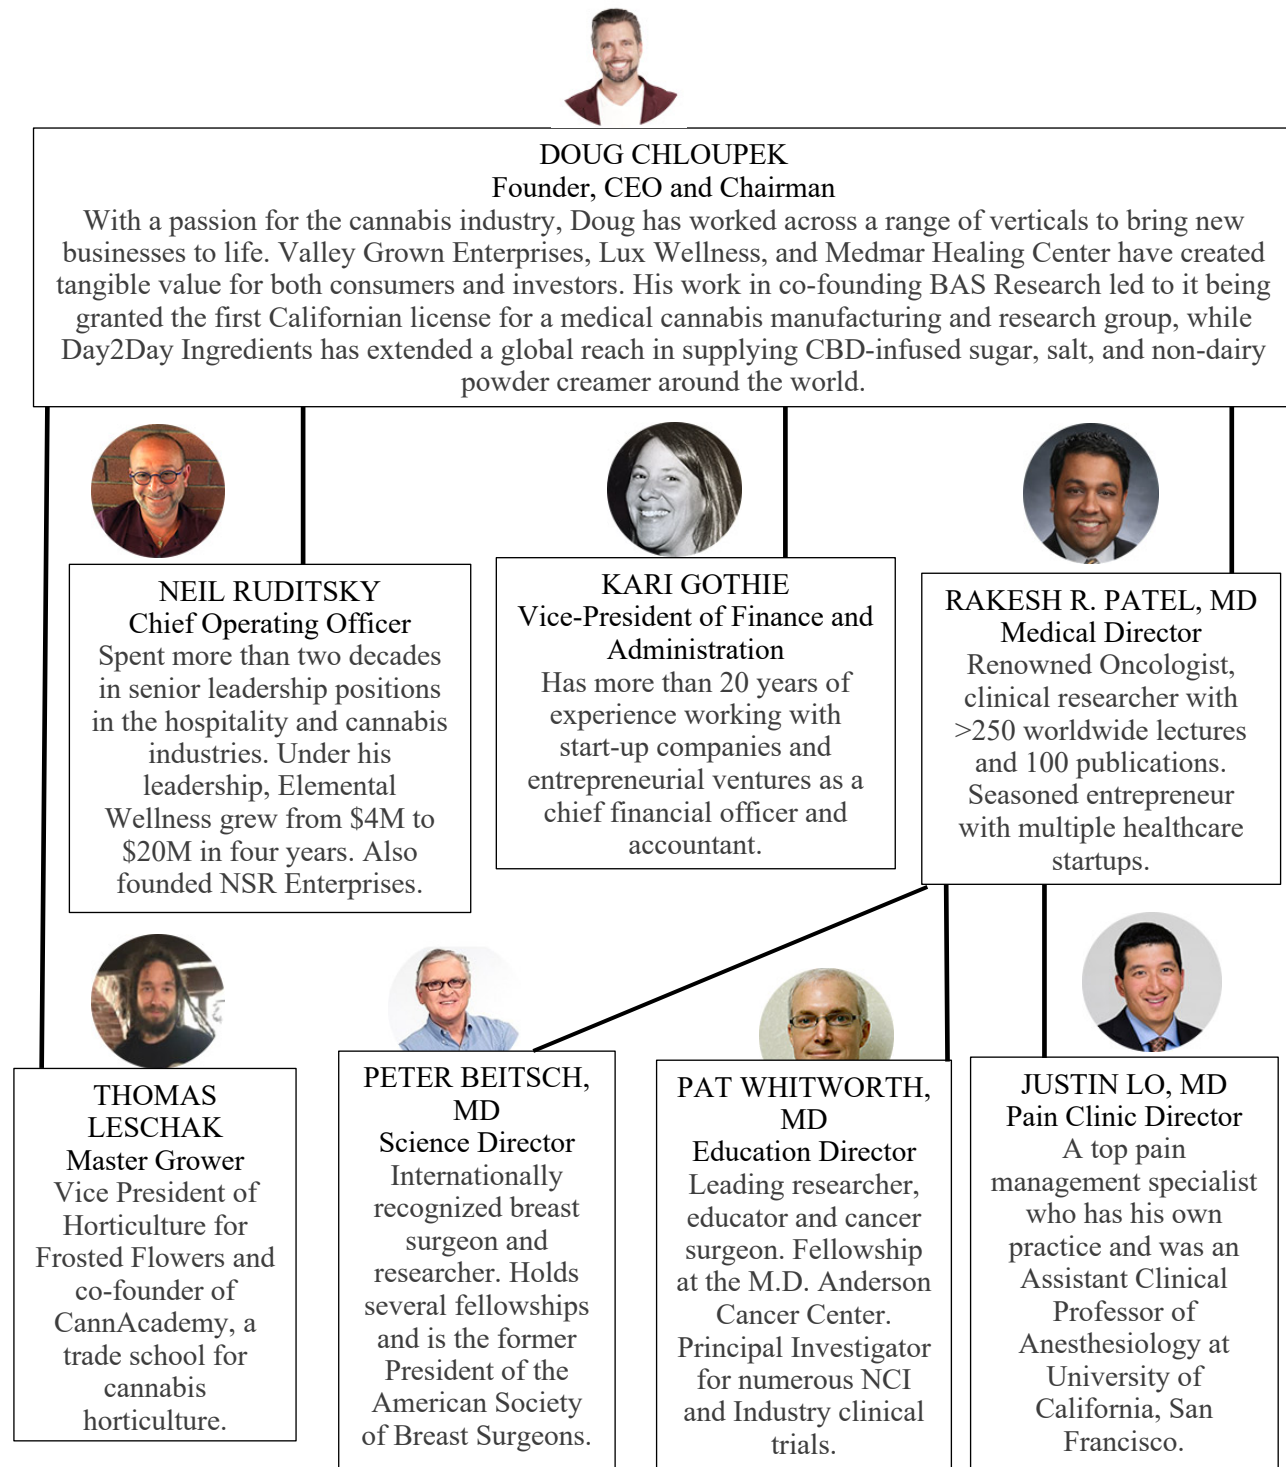 DOUG CHLOUPEK
Founder, CEO and Chairman
With a passion for the cannabis industry, Doug has worked across a range of verticals to bring new
businesses to life. Valley Grown Enterprises, Lux Wellness, and Medmar Healing Center have created
tangible value for both consumers and investors. His work in co-founding BAS Research led to it being
granted the first Californian license for a medical cannabis manufacturing and research group, while
Day2Day Ingredients has extended a global reach in supplying CBD-infused sugar, salt, and non-dairy
powder creamer around the world.
NEIL RUDITSKY
Chief Operating Officer
Spent more than two decades
in senior leadership positions
in the hospitality and cannabis
industries. Under his
leadership, Elemental
Wellness grew from $4M to
$20M in four years. Also
founded NSR Enterprises.
KARI GOTHIE
Vice-President of Finance and
Administration
Has more than 20 years of
experience working with
start-up companies and
entrepreneurial ventures as a
chief financial officer and
accountant.
RAKESH R. PATEL, MD
Medical Director
Renowned Oncologist,
clinical researcher with
>250 worldwide lectures
and 100 publications.
Seasoned entrepreneur
with multiple healthcare
startups.
THOMAS
LESCHAK
Master Grower
Vice President of
Horticulture for
Frosted Flowers and
co-founder of
CannAcademy, a
trade school for
cannabis
horticulture.
PETER BEITSCH,
MD
Science Director
Internationally
recognized breast
surgeon and
researcher. Holds
several fellowships
and is the former
President of the
American Society
of Breast Surgeons.
PAT WHITWORTH,
MD
Education Director
Leading researcher,
educator and cancer
surgeon. Fellowship
at the M.D. Anderson
Cancer Center.
Principal Investigator
for numerous NCI
and Industry clinical
trials.
JUSTIN LO, MD
Pain Clinic Director
A top pain
management specialist
who has his own
practice and was an
Assistant Clinical
Professor of
Anesthesiology at
University of
California, San
Francisco.